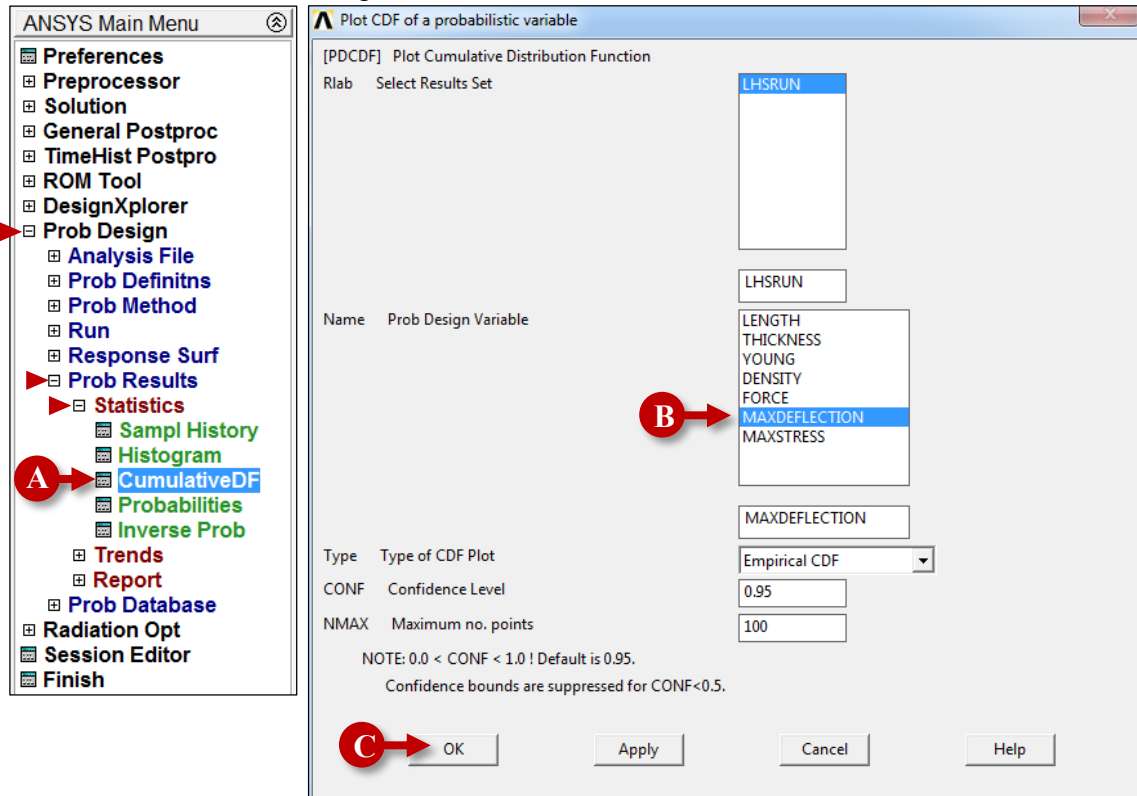 ANSYS Main Menu
Preferences
Preprocessor
Solution
General Postproc
TimeHist Postpro
ROM Tool
DesignXplorer
Prob Design
Analysis File
Prob Definitns
Prob Method
Run
Response Surf
Prob Results
Statistics
Sampl History
Histogram
A CumulativeDF
Probabilities
Inverse Prob
Trends
Report
Prob Database
Radiation Opt
Session Editor
Finish
Plot CDF of a probabilistic variable
[PDCDF] Plot Cumulative Distribution Function
Rlab Select Results Set LHSRUN
LHSRUN
Name Prob Design Variable LENGTH
THICKNESS
YOUNG
DENSITY
FORCE
B MAXDEFLECTION
MAXSTRESS
MAXDEFLECTION
Type Type of CDF Plot Empirical CDF
CONF Confidence Level 0.95
NMAX Maximum no. points 100
NOTE: 0.0 < CONF < 1.0 ! Default is 0.95.
Confidence bounds are suppressed for CONF<0.5.
C OK Apply Cancel Help